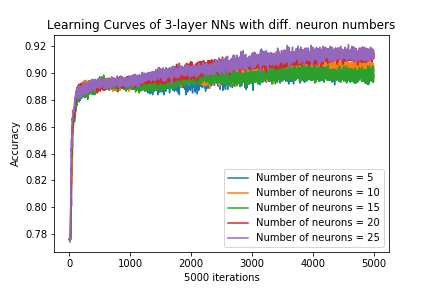 Learning Curves of 3-layer NNs with diff. neuron numbers
0.92
0.90
0.88
0.86
0.84
0.82
0.80
0.78
Accuracy
Number of neurons = 5
Number of neurons = 10
Number of neurons = 15
Number of neurons = 20
Number of neurons = 25
0 1000 2000 3000 4000 5000
5000 iterations